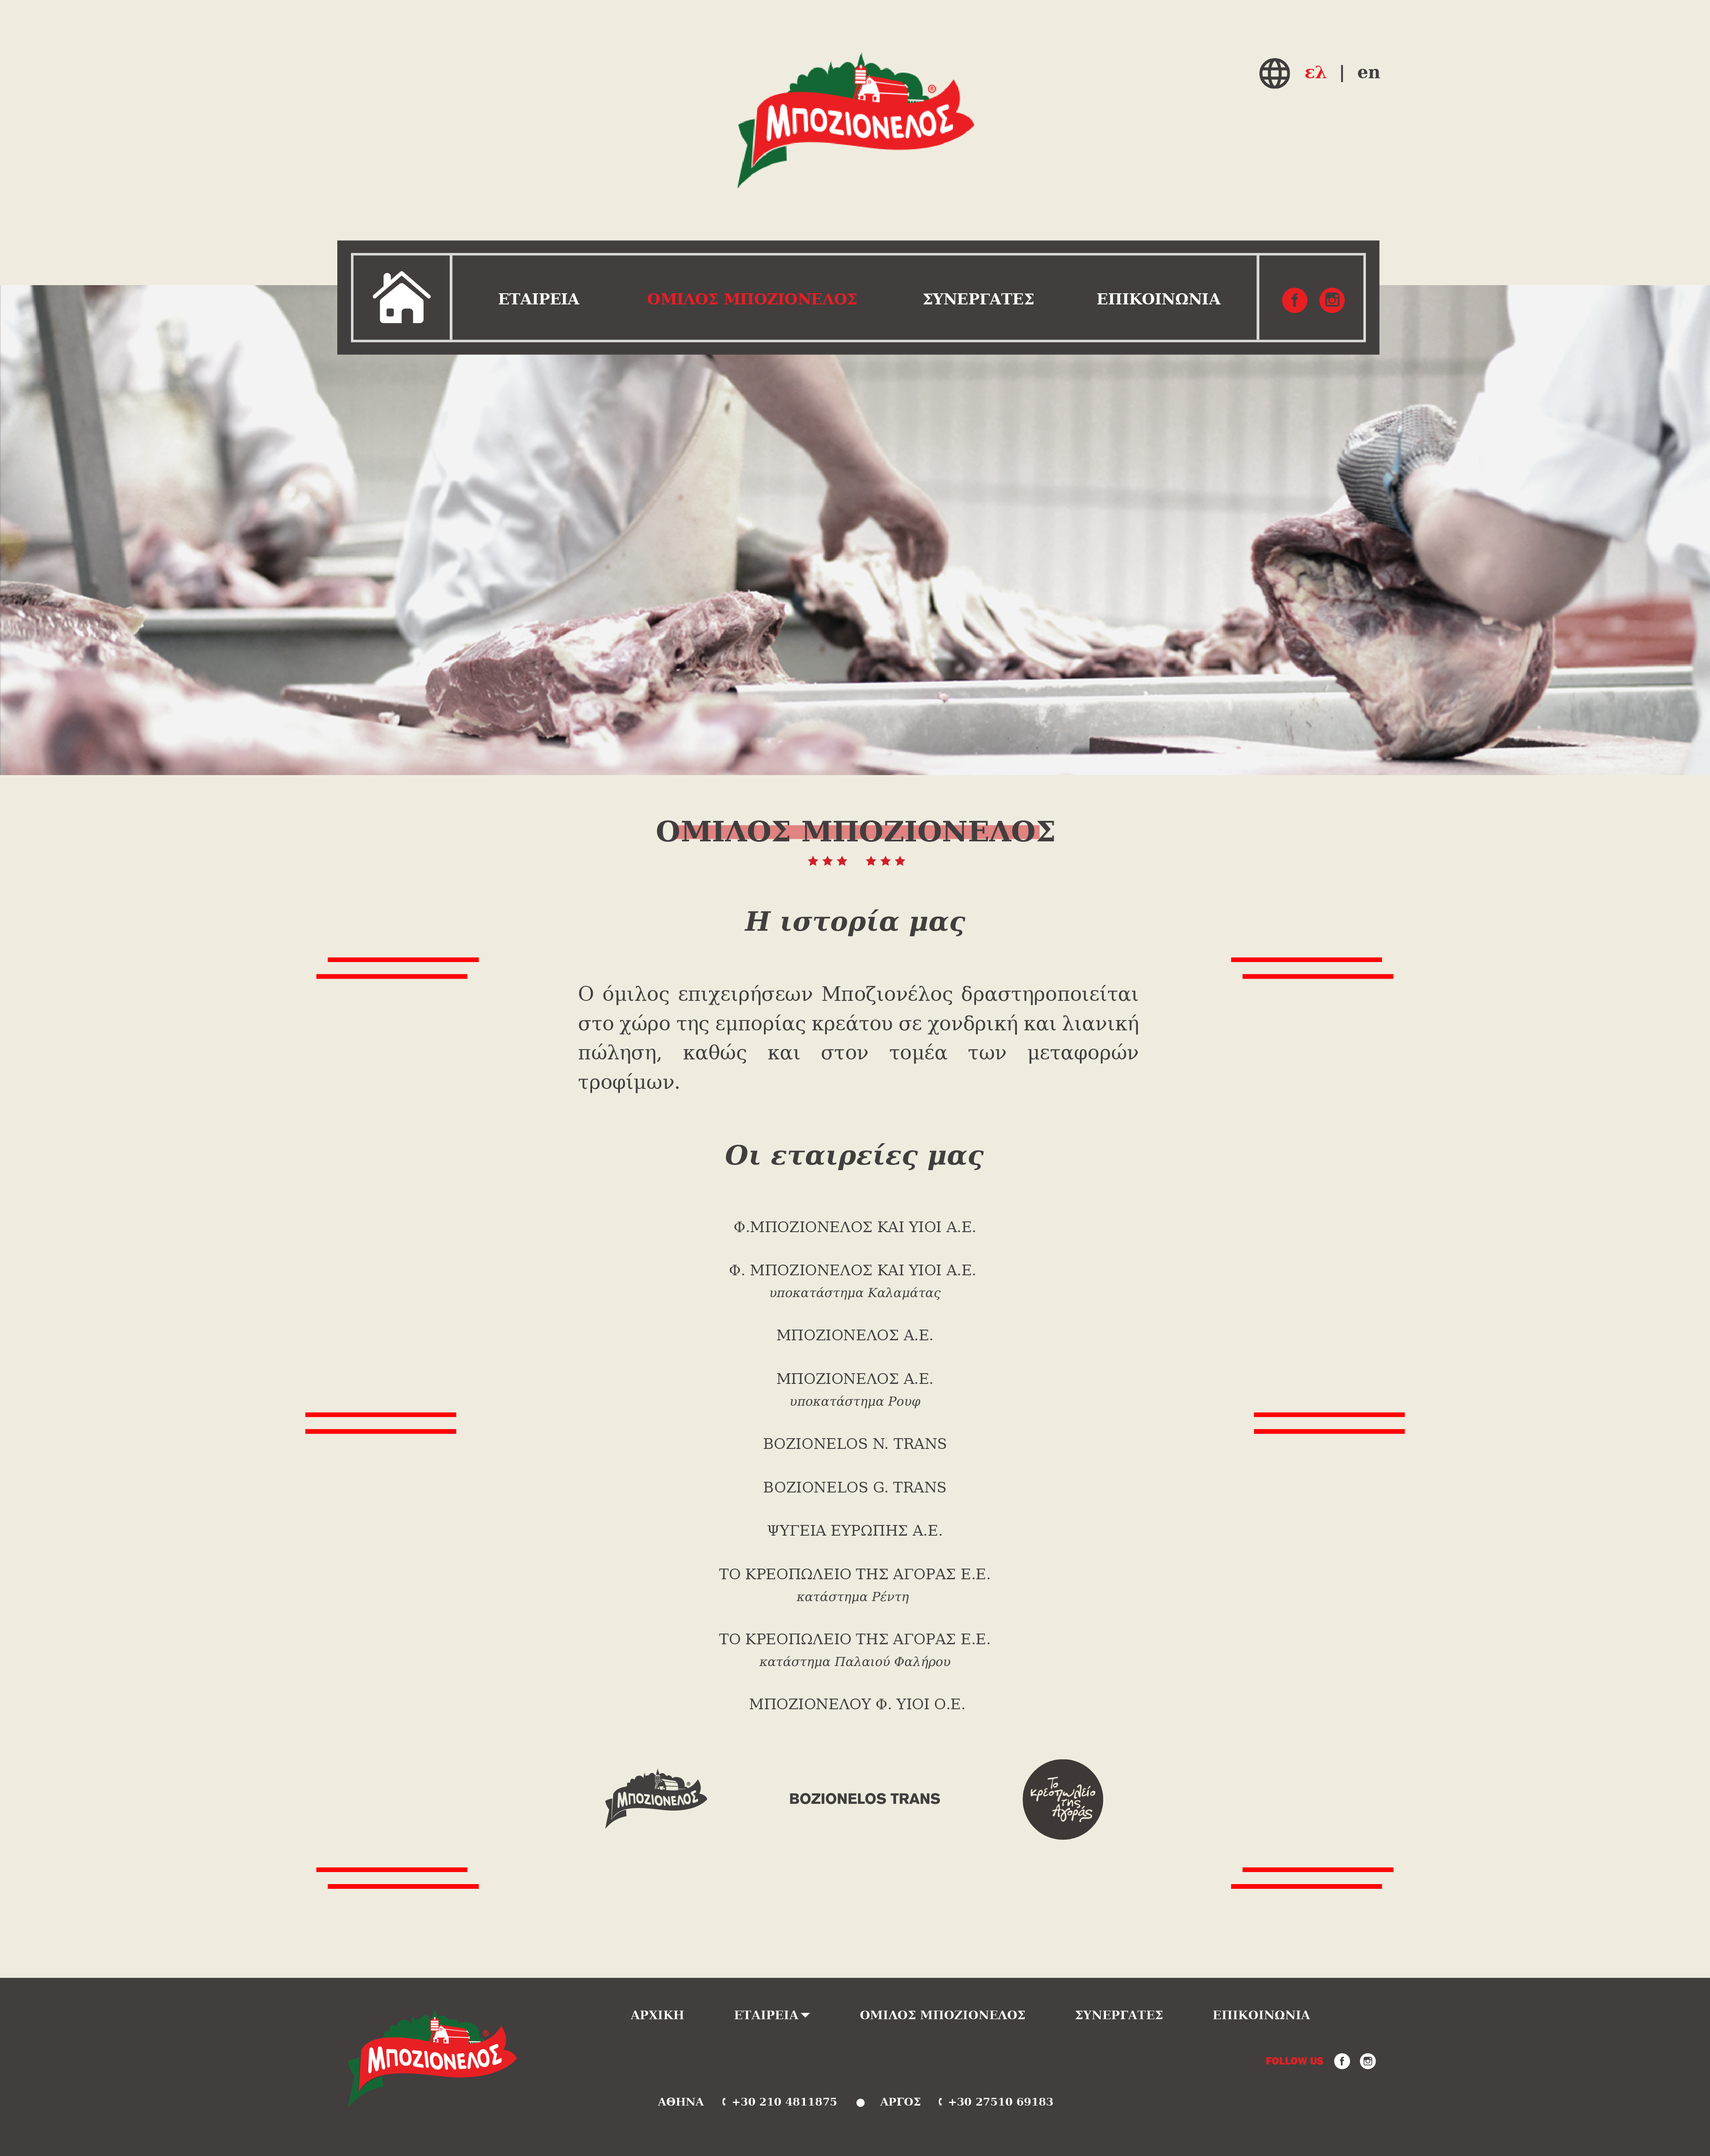 ΜΠΟΖΙΟΝΕΛΟΣ ®
ελ | en
ΕΤΑΙΡΕΙΑ ΟΜΙΛΟΣ ΜΠΟΖΙΟΝΕΛΟΣ ΣΥΝΕΡΓΑΤΕΣ ΕΠΙΚΟΙΝΩΝΙΑ
ΟΜΙΛΟΣ ΜΠΟΖΙΟΝΕΛΟΣ
Η ιστορία μας
Ο όμιλος επιχειρήσεων Μποζιονέλος δραστηροποιείται
στο χώρο της εμπορίας κρεάτου σε χονδρική και λιανική
πώληση, καθώς και στον τομέα των μεταφορών
τροφίμων.
Οι εταιρείες μας
Φ.ΜΠΟΖΙΟΝΕΛΟΣ ΚΑΙ ΥΙΟΙ Α.Ε.
Φ. ΜΠΟΖΙΟΝΕΛΟΣ ΚΑΙ ΥΙΟΙ Α.Ε.
υποκατάστημα Καλαμάτας
ΜΠΟΖΙΟΝΕΛΟΣ Α.Ε.
ΜΠΟΖΙΟΝΕΛΟΣ Α.Ε.
υποκατάστημα Ρουφ
BOZIONELOS N. TRANS
BOZIONELOS G. TRANS
ΨΥΓΕΙΑ ΕΥΡΩΠΗΣ Α.Ε.
ΤΟ ΚΡΕΟΠΩΛΕΙΟ ΤΗΣ ΑΓΟΡΑΣ Ε.Ε.
κατάστημα Ρέντη
ΤΟ ΚΡΕΟΠΩΛΕΙΟ ΤΗΣ ΑΓΟΡΑΣ Ε.Ε.
κατάστημα Παλαιού Φαλήρου
ΜΠΟΖΙΟΝΕΛΟΥ Φ. ΥΙΟΙ Ο.Ε.
ΜΠΟΖΙΟΝΕΛΟΣ
BOZIONELOS TRANS
Το
κρεοπωλείο
της
Αγοράς
ΑΡΧΙΚΗ ΕΤΑΙΡΕΙΑ ΟΜΙΛΟΣ ΜΠΟΖΙΟΝΕΛΟΣ ΣΥΝΕΡΓΑΤΕΣ ΕΠΙΚΟΙΝΩΝΙΑ
ΜΠΟΖΙΟΝΕΛΟΣ
FOLLOW US
ΑΘΗΝΑ +30 210 4811875 ● ΑΡΓΟΣ +30 27510 69183